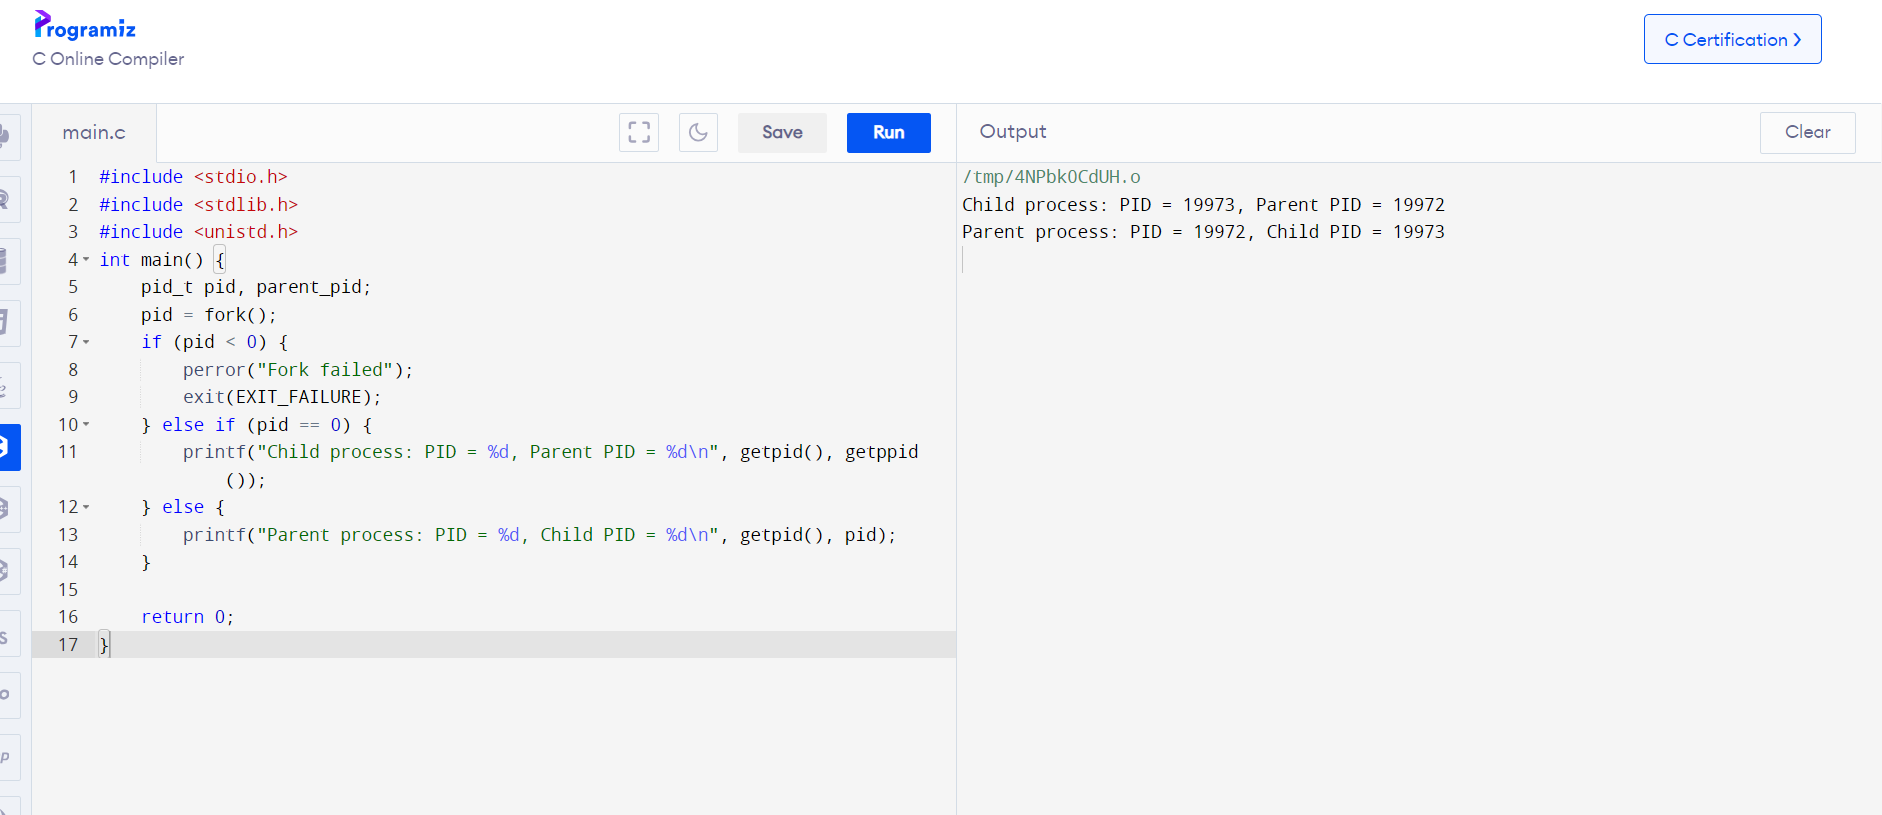 Programiz
C Online Compiler
C Certification >
main.c
Save
Run
Output
Clear
1 #include <stdio.h>
2 #include <stdlib.h>
3 #include <unistd.h>
4 int main() {
5     pid_t pid, parent_pid;
6     pid = fork();
7     if (pid < 0) {
8         perror("Fork failed");
9         exit(EXIT_FAILURE);
10     } else if (pid == 0) {
11         printf("Child process: PID = %d, Parent PID = %d\n", getpid(), getppid
            ());
12     } else {
13         printf("Parent process: PID = %d, Child PID = %d\n", getpid(), pid);
14     }
15
16     return 0;
17 }
/tmp/4NPbkOCdUH.o
Child process: PID = 19973, Parent PID = 19972
Parent process: PID = 19972, Child PID = 19973